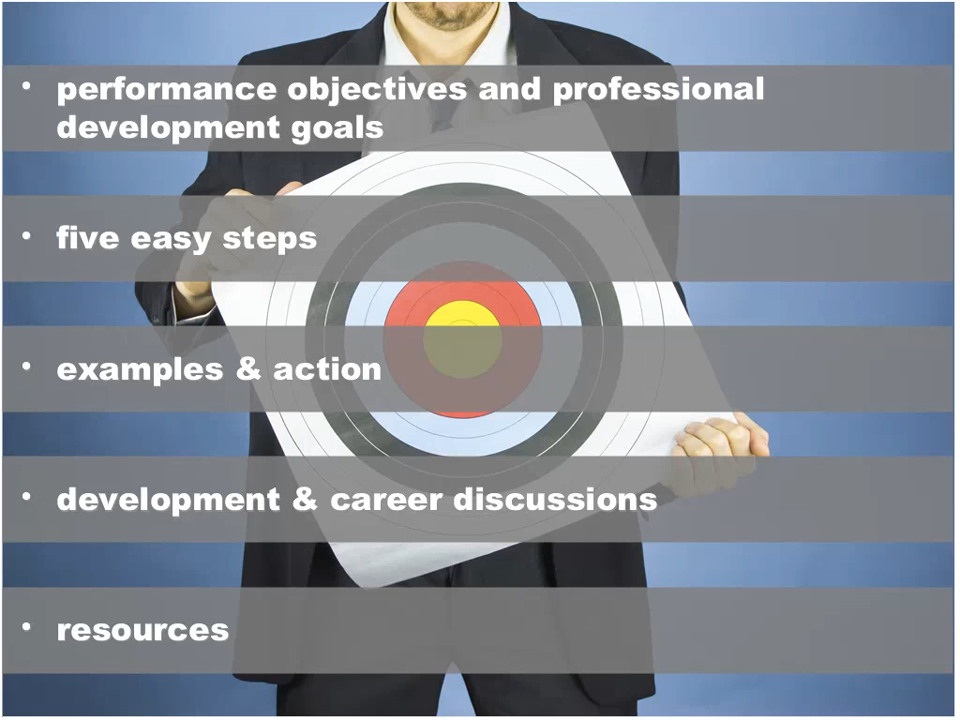 • performance objectives and professional
development goals
• five easy steps
• examples & action
• development & career discussions
• resources